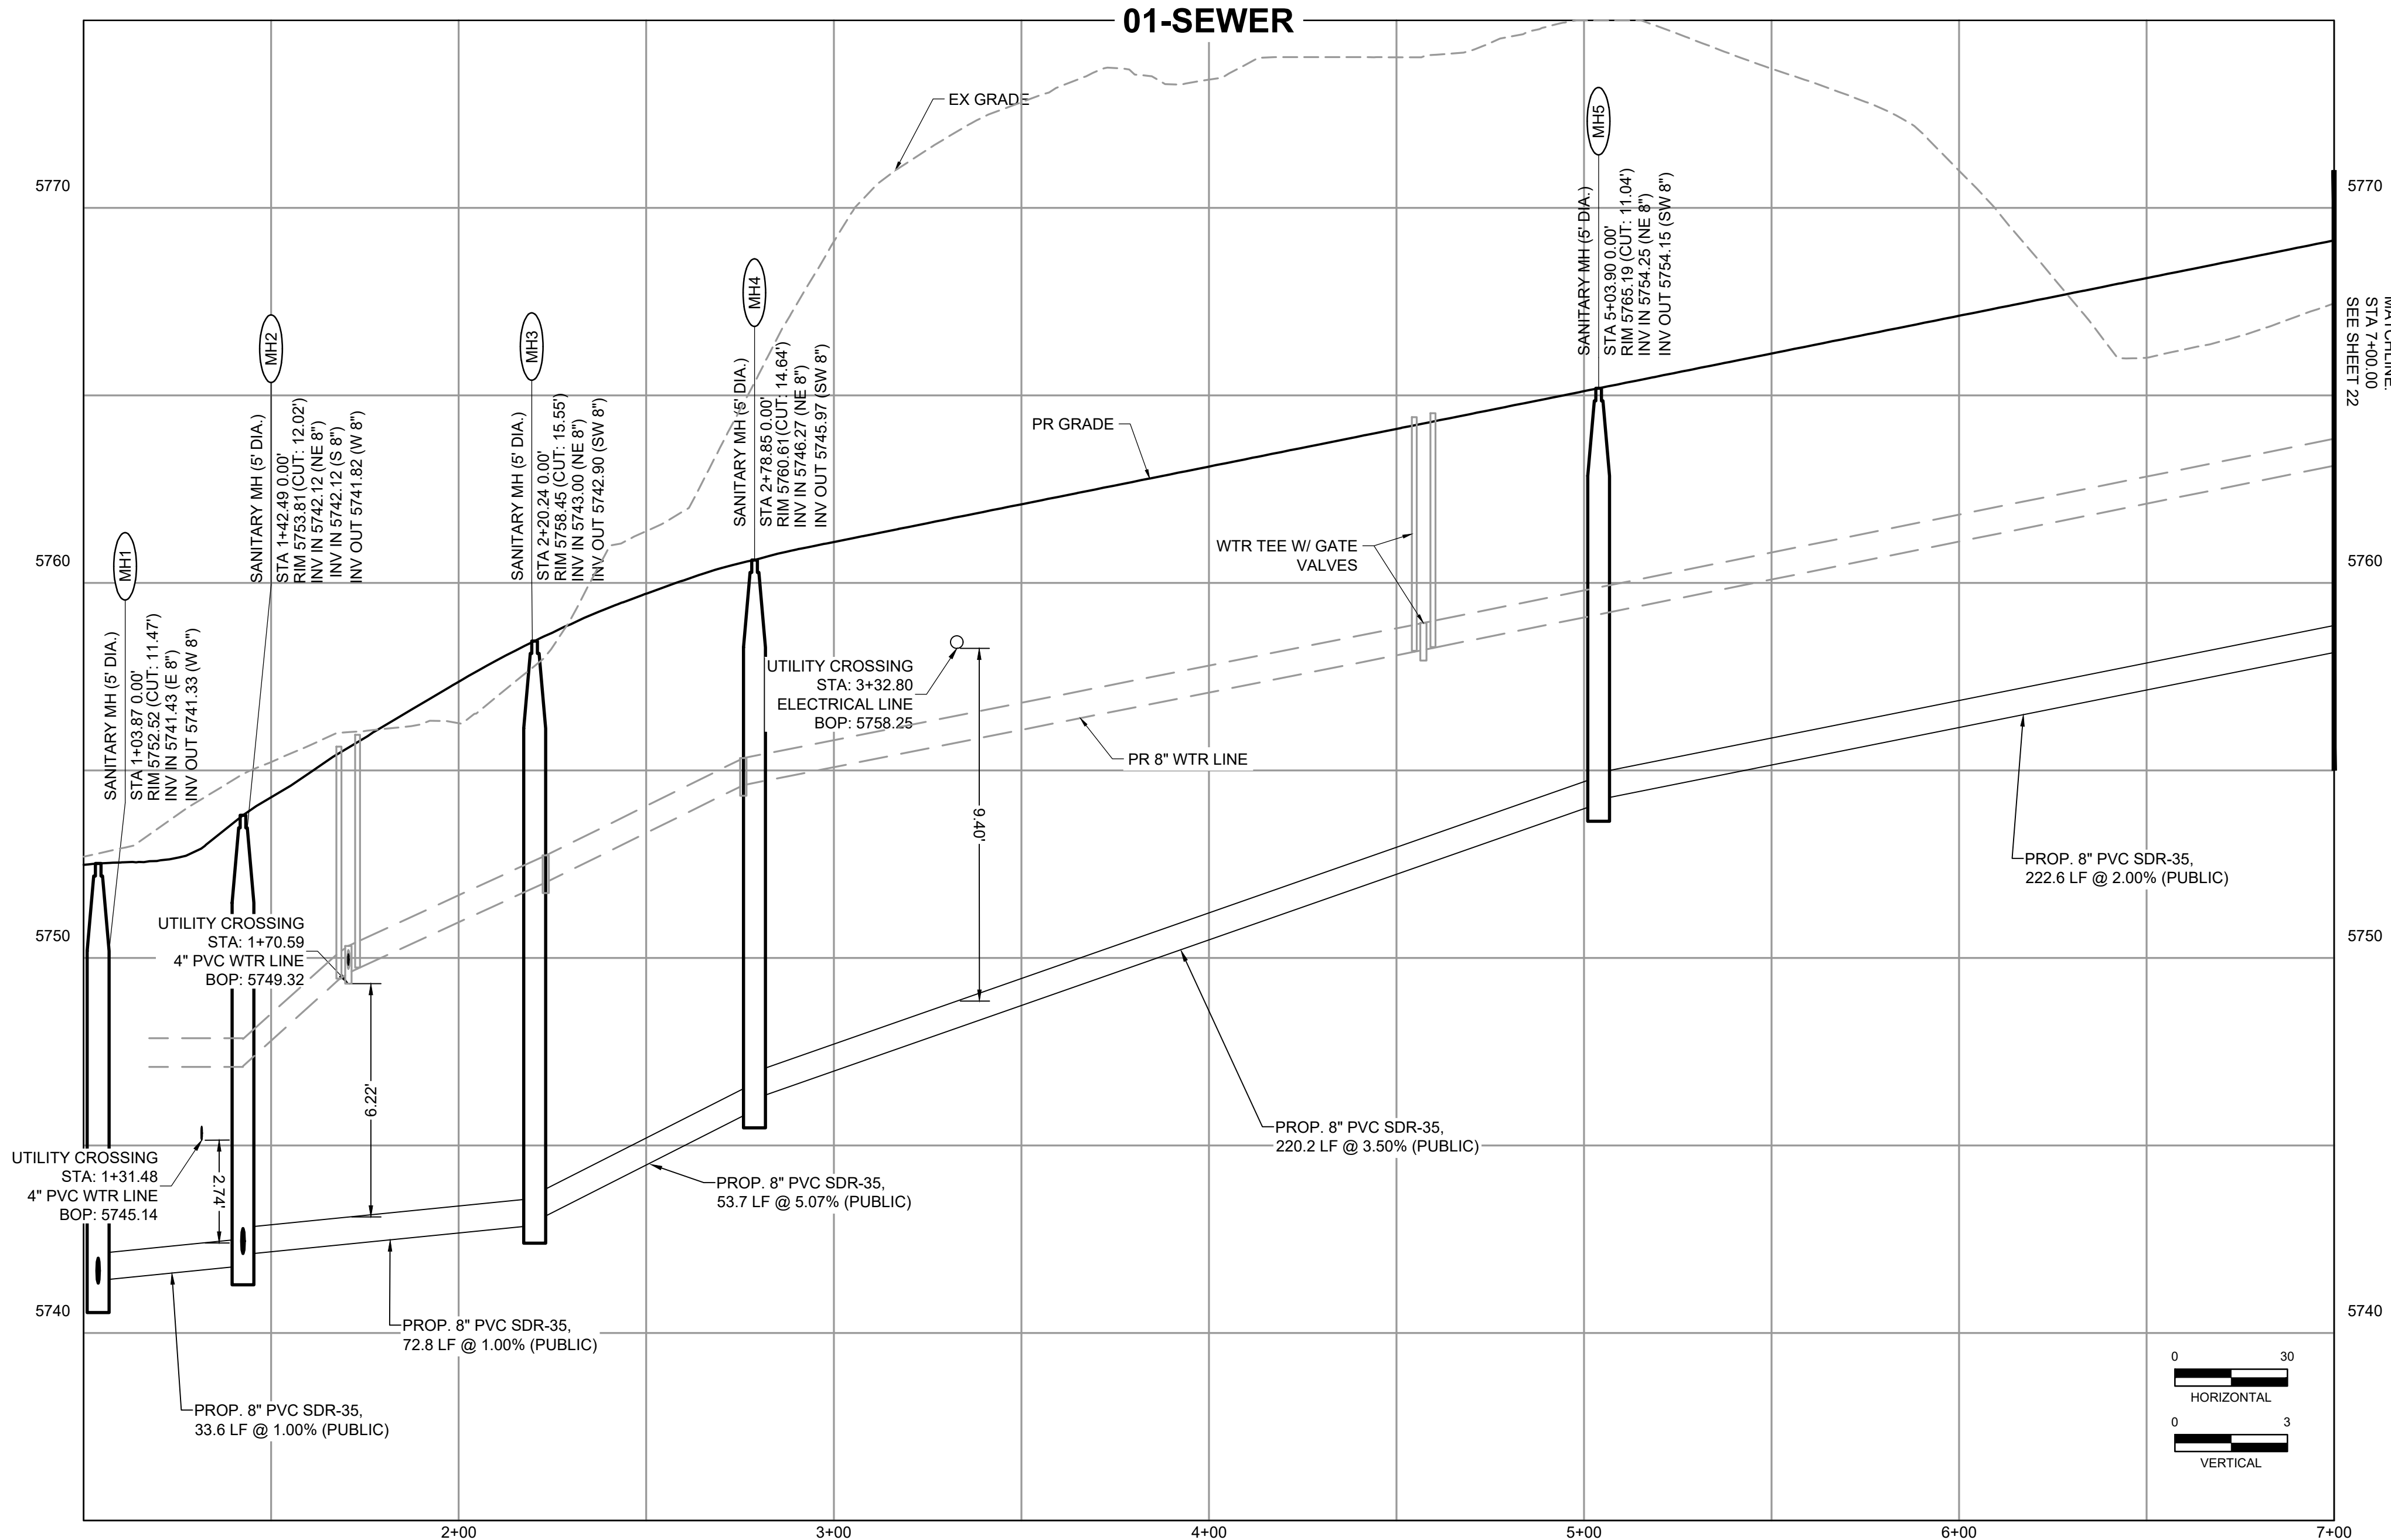 01-SEWER
EX GRADE
5770
5770
MH5
SANITARY MH (5' DIA.)
STA 5+03.90 0.00'
RIM 5765.19 (CUT: 11.04')
INV IN 5754.25 (NE 8")
INV OUT 5754.15 (SW 8")
MH4
SANITARY MH (5' DIA.)
STA 2+78.85 0.00'
RIM 5760.61 (CUT: 14.64')
INV IN 5746.27 (NE 8")
INV OUT 5745.97 (SW 8")
MH3
SANITARY MH (5' DIA.)
STA 2+20.24 0.00'
RIM 5758.45 (CUT: 15.55')
INV IN 5743.00 (NE 8")
INV OUT 5742.90 (SW 8")
MH2
SANITARY MH (5' DIA.)
STA 1+42.49 0.00'
RIM 5753.81 (CUT: 12.02')
INV IN 5742.12 (NE 8")
INV IN 5742.12 (S 8")
INV OUT 5741.82 (W 8")
MH1
SANITARY MH (5' DIA.)
STA 1+03.87 0.00'
RIM 5752.52 (CUT: 11.47')
INV IN 5741.43 (E 8")
INV OUT 5741.33 (W 8")
MATCHLINE:
STA 7+00.00
SEE SHEET 22
PR GRADE
WTR TEE W/ GATE
VALVES
5760
5760
UTILITY CROSSING
STA: 3+32.80
ELECTRICAL LINE
BOP: 5758.25
PR 8" WTR LINE
9.40'
PROP. 8" PVC SDR-35,
222.6 LF @ 2.00% (PUBLIC)
UTILITY CROSSING
STA: 1+70.59
4" PVC WTR LINE
BOP: 5749.32
5750
5750
6.22'
UTILITY CROSSING
STA: 1+31.48
4" PVC WTR LINE
BOP: 5745.14
2.74'
PROP. 8" PVC SDR-35,
220.2 LF @ 3.50% (PUBLIC)
PROP. 8" PVC SDR-35,
53.7 LF @ 5.07% (PUBLIC)
5740
5740
PROP. 8" PVC SDR-35,
72.8 LF @ 1.00% (PUBLIC)
PROP. 8" PVC SDR-35,
33.6 LF @ 1.00% (PUBLIC)
0 30
HORIZONTAL
0 3
VERTICAL
2+00 3+00 4+00 5+00 6+00 7+00